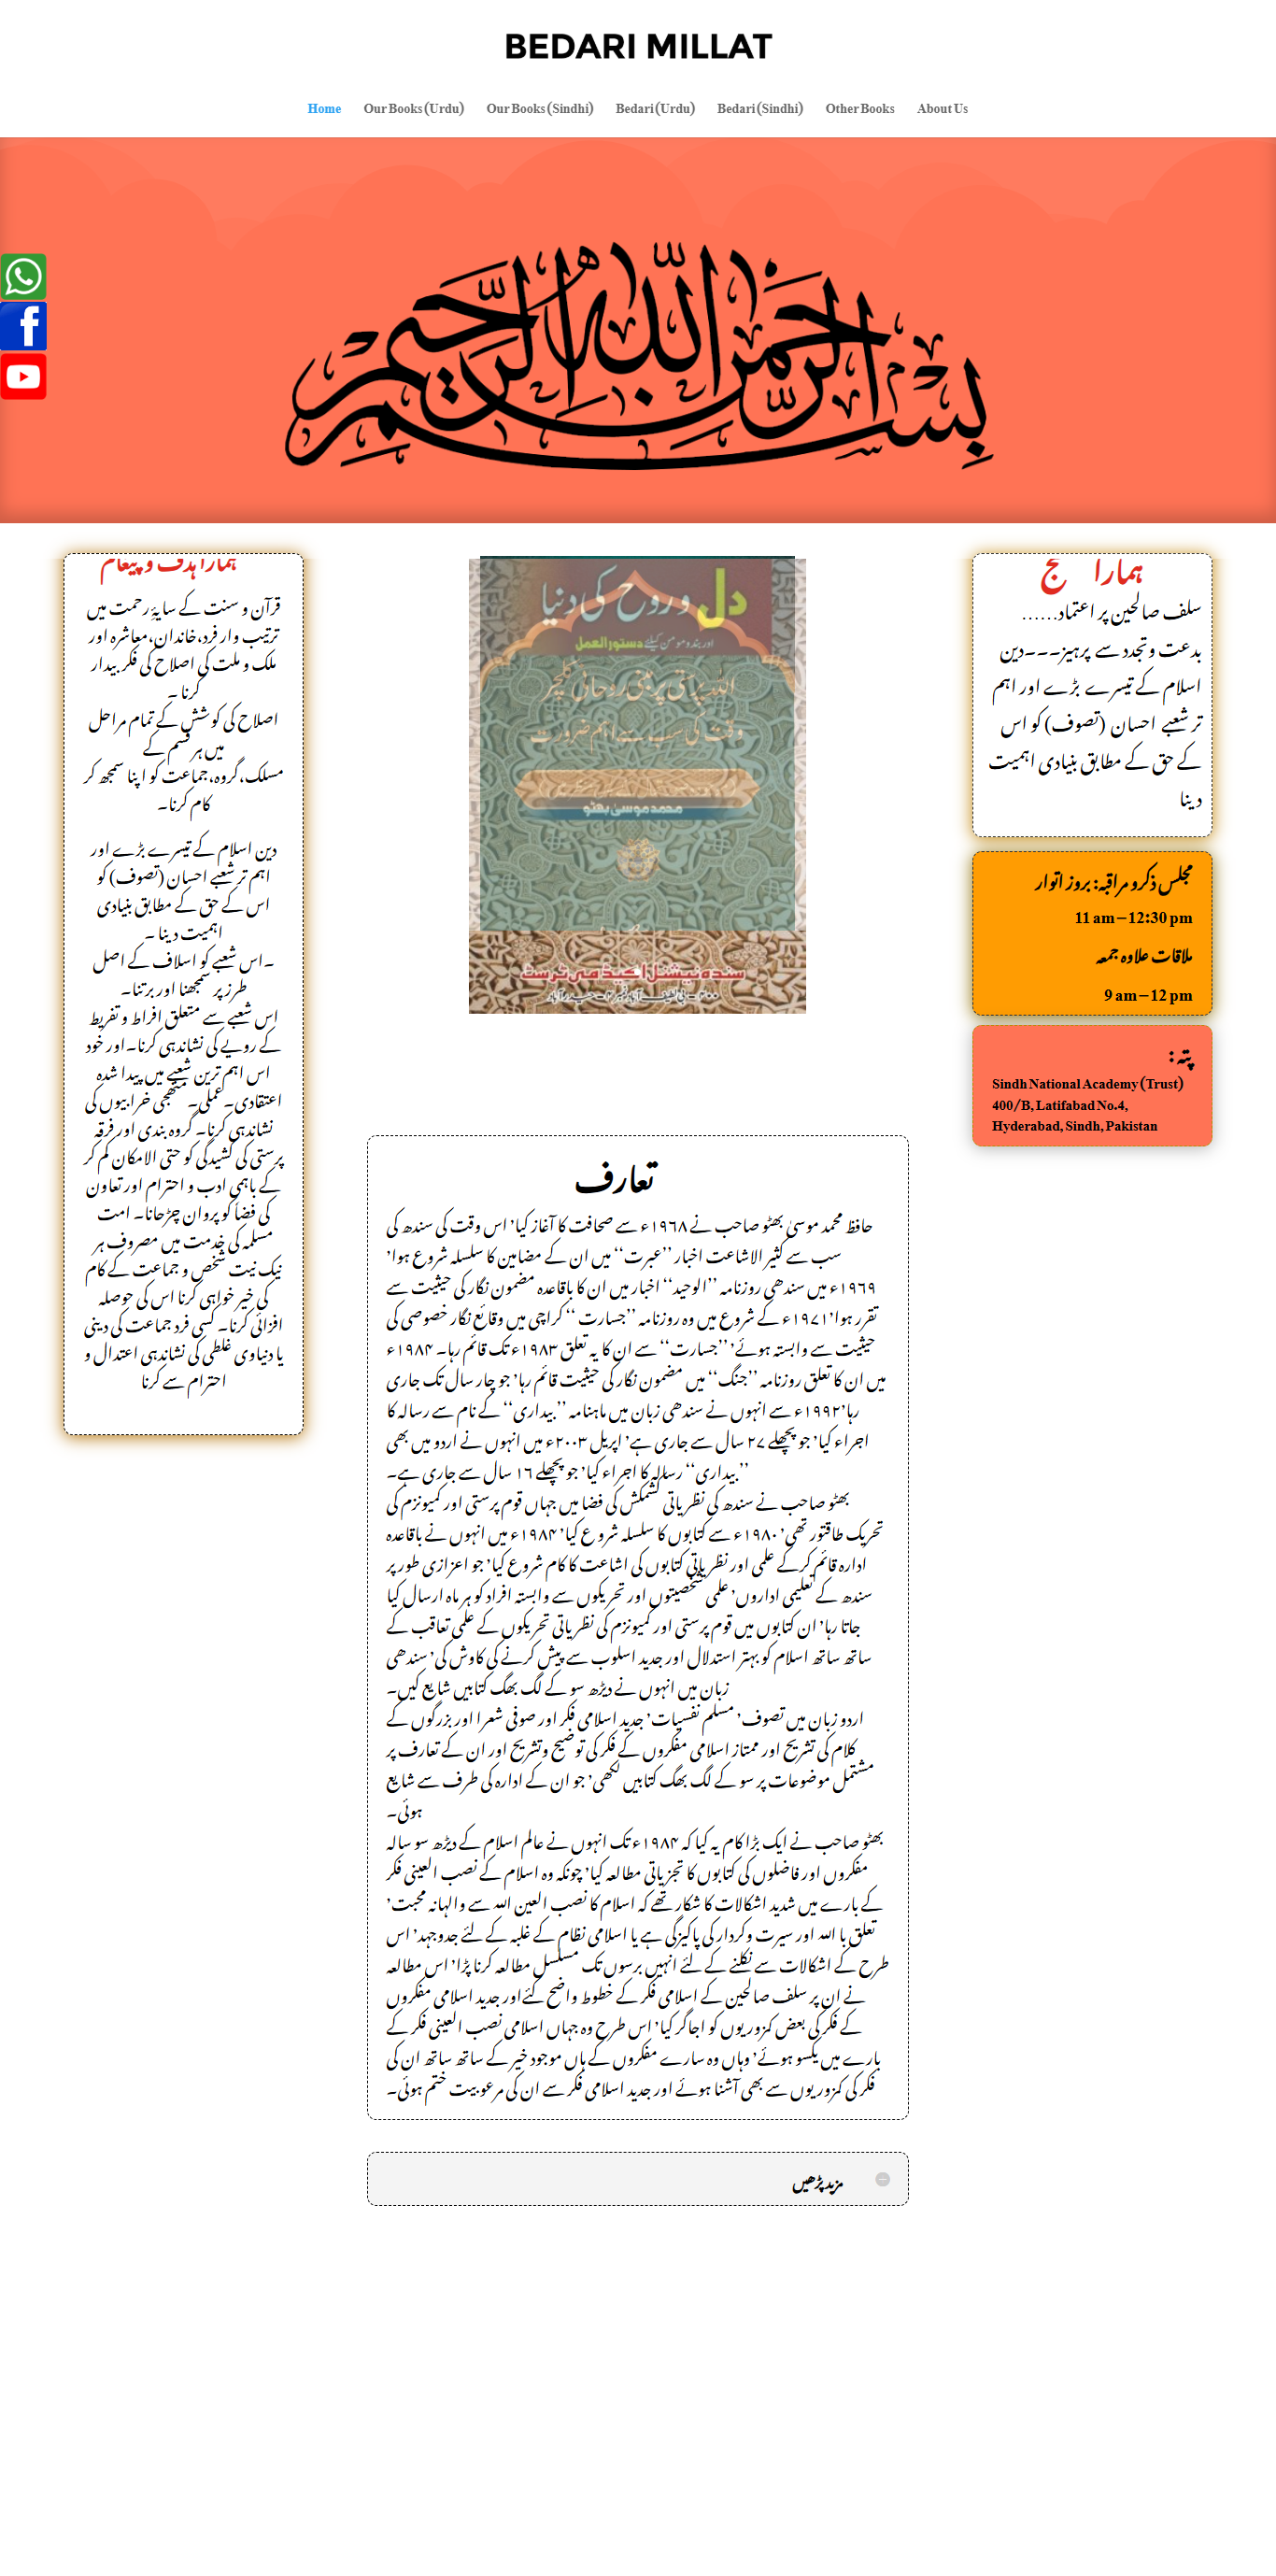 BEDARI MILLAT
Home
Our Books (Urdu)
Our Books (Sindhi)
Bedari (Urdu)
Bedari (Sindhi)
Other Books
About Us
بسم الله الرحمن الرحيم
ہمارا ہدف و پیغام
قرآن و سنت کے سایۂ رحمت میں
ترتیب وار فرد،خاندان،معاشرہ اور
ملک و ملت کی اصلاح کی فکر بیدار
کرنا ۔
اصلاح کی کوشش کے تمام مراحل
میں ہر قسم کے
مسلک،گروہ،جماعت کو اپنا سمجھ کر
کام کرنا۔
دین اسلام کے تیسرے بڑے اور
اہم تر شعبے احسان (تصوف) کو
اس کے حق کے مطابق بنیادی
اہمیت دینا ۔
۔اس شعبے کو اسلاف کے اصل
طرز پر سمجھنا اور برتنا۔
اس شعبے سے متعلق افراط و تفریط
کے رویے کی نشاندہی کرنا۔اور خود
اس اہم ترین شعبے میں پیدا شدہ
اعتقادی۔عملی۔ منھجی خرابیوں کی
نشاندہی کرنا۔ گروہ بندی اور فرقہ
پرستی کی کشیدگی کو حتی الامکان کم کر
کے باہمی ادب و احترام اور تعاون
کی فضا کو پروان چڑھانا۔ امت
مسلمہ کی خدمت میں مصروف ہر
نیک نیت شخص و جماعت کے کام
کی خیر خواہی کرنا اس کی حوصلہ
افزائی کرنا۔ کسی فرد جماعت کی دینی
یا دنیاوی غلطی کی نشاندہی اعتدال و
احترام سے کرنا
دل و روح کی دنیا
اور بندہ مومن کیلئے دستور العمل
اللہ پرستی پر مبنی روحانی کلچر
وقت کی سب سے اہم ضرورت
محمد موسیٰ بھٹو
سندھ نیشنل اکیڈمی ٹرسٹ
۴۰۰ - بی لطیف آباد نمبر ۴ - حیدرآباد
تعارف
حافظ محمد موسیٰ بھٹو صاحب نے ۱۹۶۸ء سے صحافت کا آغاز کیا’ اس وقت کی سندھ کی
سب سے کثیر الاشاعت اخبار ’’عبرت‘‘ میں ان کے مضامین کا سلسلہ شروع ہوا’
۱۹۶۹ء میں سندھی روزنامہ ’’الوحید‘‘ اخبار میں ان کا باقاعدہ مضمون نگار کی حیثیت سے
تقرر ہوا’ ۱۹۷۱ء کے شروع میں وہ روزنامہ ’’جسارت ‘‘ کراچی میں وقائع نگار خصوصی کی
حیثیت سے وابستہ ہوئے’ ’’جسارت‘‘ سے ان کا یہ تعلق ۱۹۸۳ء تک قائم رہا۔ ۱۹۸۴ء
میں ان کا تعلق روزنامہ ’’جنگ‘‘ میں مضمون نگار کی حیثیت قائم رہا’ جو چار سال تک جاری
رہا’ ۱۹۹۲ء سے انہوں نے سندھی زبان میں ماہنامہ ’’بیداری‘‘ کے نام سے رسالہ کا
اجراء کیا’ جو پچھلے ۲۷ سال سے جاری ہے’ اپریل ۲۰۰۳ء میں انہوں نے اردو میں بھی
’’بیداری‘‘ رسالہ کا اجراء کیا’ جو پچھلے ۱۶ سال سے جاری ہے۔
بھٹو صاحب نے سندھ کی نظریاتی کشمکش کی فضا میں جہاں قوم پرستی اور کمیونزم کی
تحریک طاقتور تھی’ ۱۹۸۰ء سے کتابوں کا سلسلہ شروع کیا’ ۱۹۸۴ء میں انہوں نے باقاعدہ
ادارہ قائم کرکے علمی اور نظریاتی کتابوں کی اشاعت کا کام شروع کیا’ جو اعزازی طور پر
سندھ کے تعلیمی اداروں’ علمی شخصیتوں اور تحریکوں سے وابستہ افراد کو ہر ماہ ارسال کیا
جاتا رہا’ ان کتابوں میں قوم پرستی اور کمیونزم کی نظریاتی تحریکوں کے علمی تعاقب کے
ساتھ ساتھ اسلام کو بہتر استدلال اور جدید اسلوب سے پیش کرنے کی کاوش کی’ سندھی
زبان میں انہوں نے دیڑھ سو کے لگ بھگ کتابیں شایع کیں۔
اردو زبان میں تصوف’ مسلم نفسیات’ جدید اسلامی فکر اور صوفی شعرا اور بزرگوں کے
کلام کی تشریح اور ممتاز اسلامی مفکروں کے فکر کی توضیح و تشریح اور ان کے تعارف پر
مشتمل موضوعات پر سو کے لگ بھگ کتابیں لکھی’ جو ان کے ادارہ کی طرف سے شایع
ہوئی۔
بھٹو صاحب نے ایک بڑا کام یہ کیا کہ ۱۹۸۴ء تک انہوں نے عالم اسلام کے دیڑھ سو سالہ
مفکروں اور فاضلوں کی کتابوں کا تجزیاتی مطالعہ کیا’ چونکہ وہ اسلام کے نصب العینی فکر
کے بارے میں شدید اشکالات کا شکار تھے کہ اسلام کا نصب العین اللہ سے والہانہ محبت’
تعلق با اللہ اور سیرت وکردار کی پاکیزگی ہے یا اسلامی نظام کے غلبہ کے لئے جدوجہد’ اس
طرح کے اشکالات سے نکلنے کے لئے انہیں برسوں تک مسلسل مطالعہ کرنا پڑا’ اس مطالعہ
نے ان پر سلف صالحین کے اسلامی فکر کے خطوط واضح کئےاور جدید اسلامی مفکروں
کے فکر کی بعض کمزوریوں کو اجاگر کیا’ اس طرح وہ جہاں اسلامی نصب العینی فکر کے
بارے میں یکسو ہوئے’ وہاں وہ سارے مفکروں کے ہاں موجود خیر کے ساتھ ساتھ ان کی
فکر کی کمزوریوں سے بھی آشنا ہوئے اور جدید اسلامی فکر سے ان کی مرعوبیت ختم ہوئی۔
مزید پڑھیں
ہمارا
سلف صالحین پر اعتماد……
بدعت و تجدد سے پرہیز۔۔۔دین
اسلام کے تیسرے بڑے اور اہم
تر شعبے احسان (تصوف) کو اس
کے حق کے مطابق بنیادی اہمیت
دینا
مجلس ذکر و مراقبہ: بروز اتوار
11 am – 12:30 pm
ملاقات علاوہ جمعہ
9 am – 12 pm
پتہ :
Sindh National Academy (Trust)
400/B, Latifabad No.4,
Hyderabad, Sindh, Pakistan